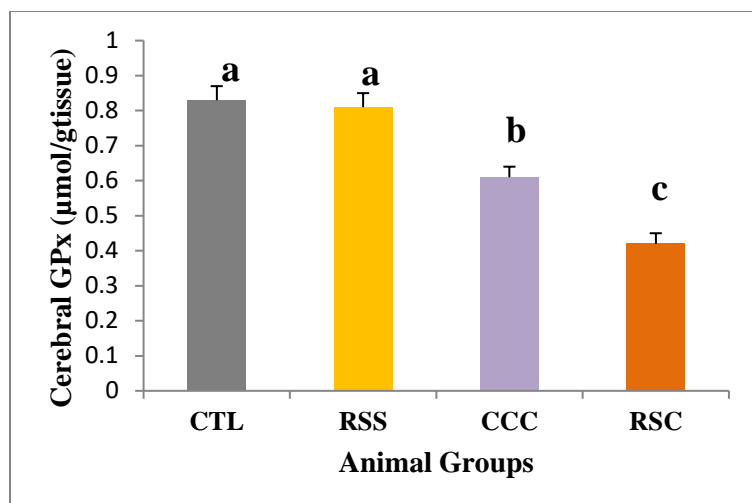 Cerebral GPx (µmol/gtissue)
1
0.9
0.8
0.7
0.6
0.5
0.4
0.3
0.2
0.1
0
a
a
b
c
CTL RSS CCC RSC
Animal Groups